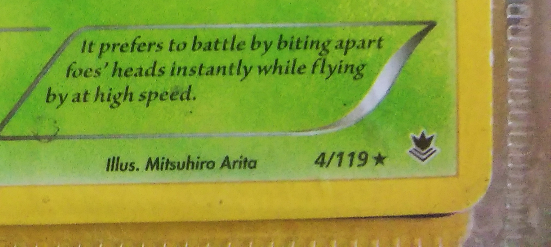 It prefers to battle by biting apart
foes' heads instantly while flying
by at high speed.
Illus. Mitsuhiro Arita 4/119★